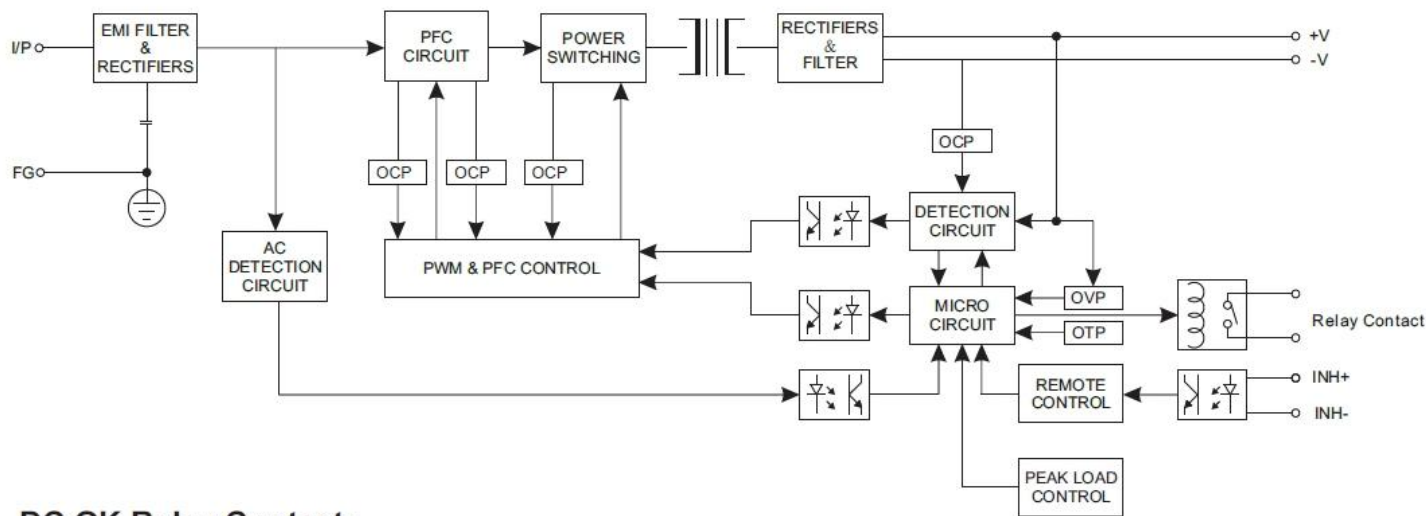 I/P
EMI FILTER
&
RECTIFIERS
PFC
CIRCUIT
POWER
SWITCHING
RECTIFIERS
&
FILTER
+V
-V
FG
OCP
OCP
OCP
OCP
AC
DETECTION
CIRCUIT
PWM & PFC CONTROL
DETECTION
CIRCUIT
MICRO
CIRCUIT
OVP
OTP
Relay Contact
REMOTE
CONTROL
INH+
INH-
PEAK LOAD
CONTROL